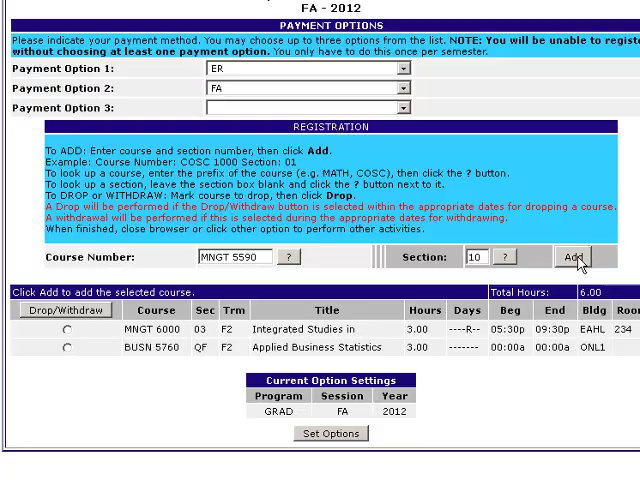 FA - 2012
PAYMENT OPTIONS
Please indicate your payment method. You may choose up to three options from the list. NOTE: You will be unable to registe
without choosing at least one payment option. You only have to do this once per semester.
Payment Option 1: ER
Payment Option 2: FA
Payment Option 3:
REGISTRATION
To ADD: Enter course and section number, then click Add.
Example: Course Number: COSC 1000 Section: 01
To look up a course, enter the prefix of the course (e.g. MATH, COSC), then click the ? button.
To look up a section, leave the section box blank and click the ? button next to it.
To DROP or WITHDRAW: Mark course to drop, then click Drop.
A Drop will be performed if the Drop/Withdraw button is selected within the appropriate dates for dropping a course.
A withdrawal will be performed if this is selected during the appropriate dates for withdrawing.
When finished, close browser or click other option to perform other activities.
Course Number: MNGT 5590 ? Section: 10 ? Add
Click Add to add the selected course. Total Hours: 6.00
Drop/Withdraw Course Sec Trm Title Hours Days Beg End Bldg Room
MNGT 6000 03 F2 Integrated Studies in 3.00 ----R-- 05:30p 09:30p EAHL 234
BUSN 5760 QF F2 Applied Business Statistics 3.00 ------- 00:00a 00:00a ONL1
Current Option Settings
Program Session Year
GRAD FA 2012
Set Options